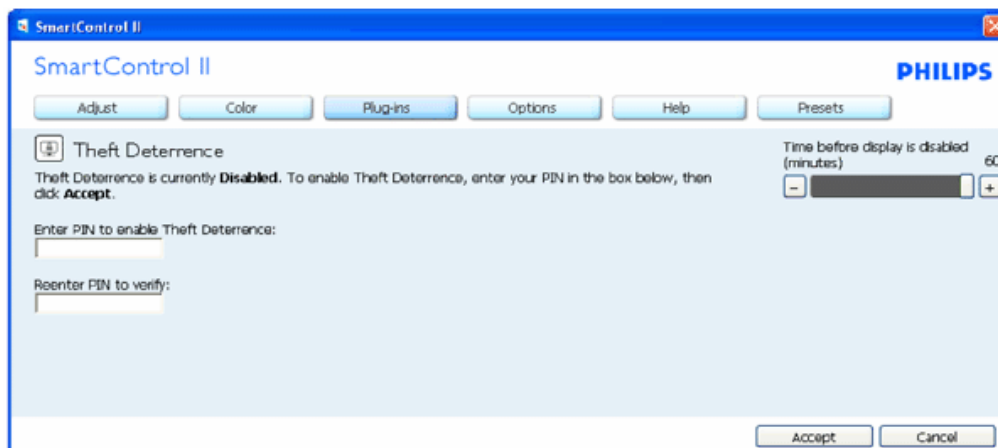 SmartControl II
SmartControl II
PHILIPS
Adjust Color Plug-ins Options Help Presets
Theft Deterrence
Theft Deterrence is currently Disabled. To enable Theft Deterrence, enter your PIN in the box below, then
click Accept.
Time before display is disabled
(minutes) 60
- +
Enter PIN to enable Theft Deterrence:
Reenter PIN to verify:
Accept Cancel